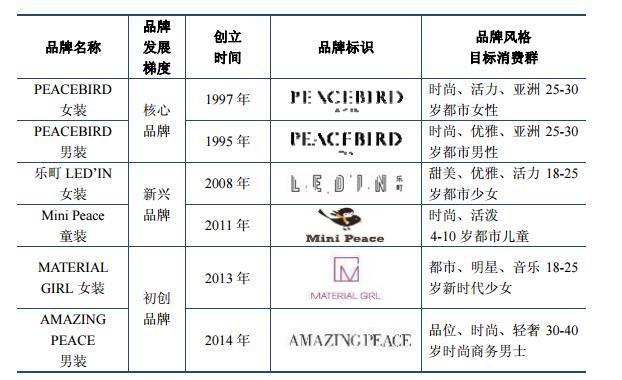 品牌名称
品牌
发展
梯度
创立
时间
品牌标识
品牌风格
目标消费群
PEACEBIRD
女装
核心
品牌
1997 年
PEACEBIRD
时尚、活力、亚洲 25-30
岁都市女性
PEACEBIRD
男装
1995 年
PEACEBIRD
时尚、优雅、亚洲 25-30
岁都市男性
乐町 LED’IN
女装
新兴
品牌
2008 年
LED'IN 乐町
甜美、优雅、活力 18-25
岁都市少女
Mini Peace
童装
2011 年
Mini Peace
时尚、活泼
4-10 岁都市儿童
MATERIAL
GIRL 女装
初创
品牌
2013 年
MATERIAL GIRL
都市、明星、音乐 18-25
岁新时代少女
AMAZING
PEACE
男装
2014 年
AMAZING PEACE
品位、时尚、轻奢 30-40
岁时尚商务男士